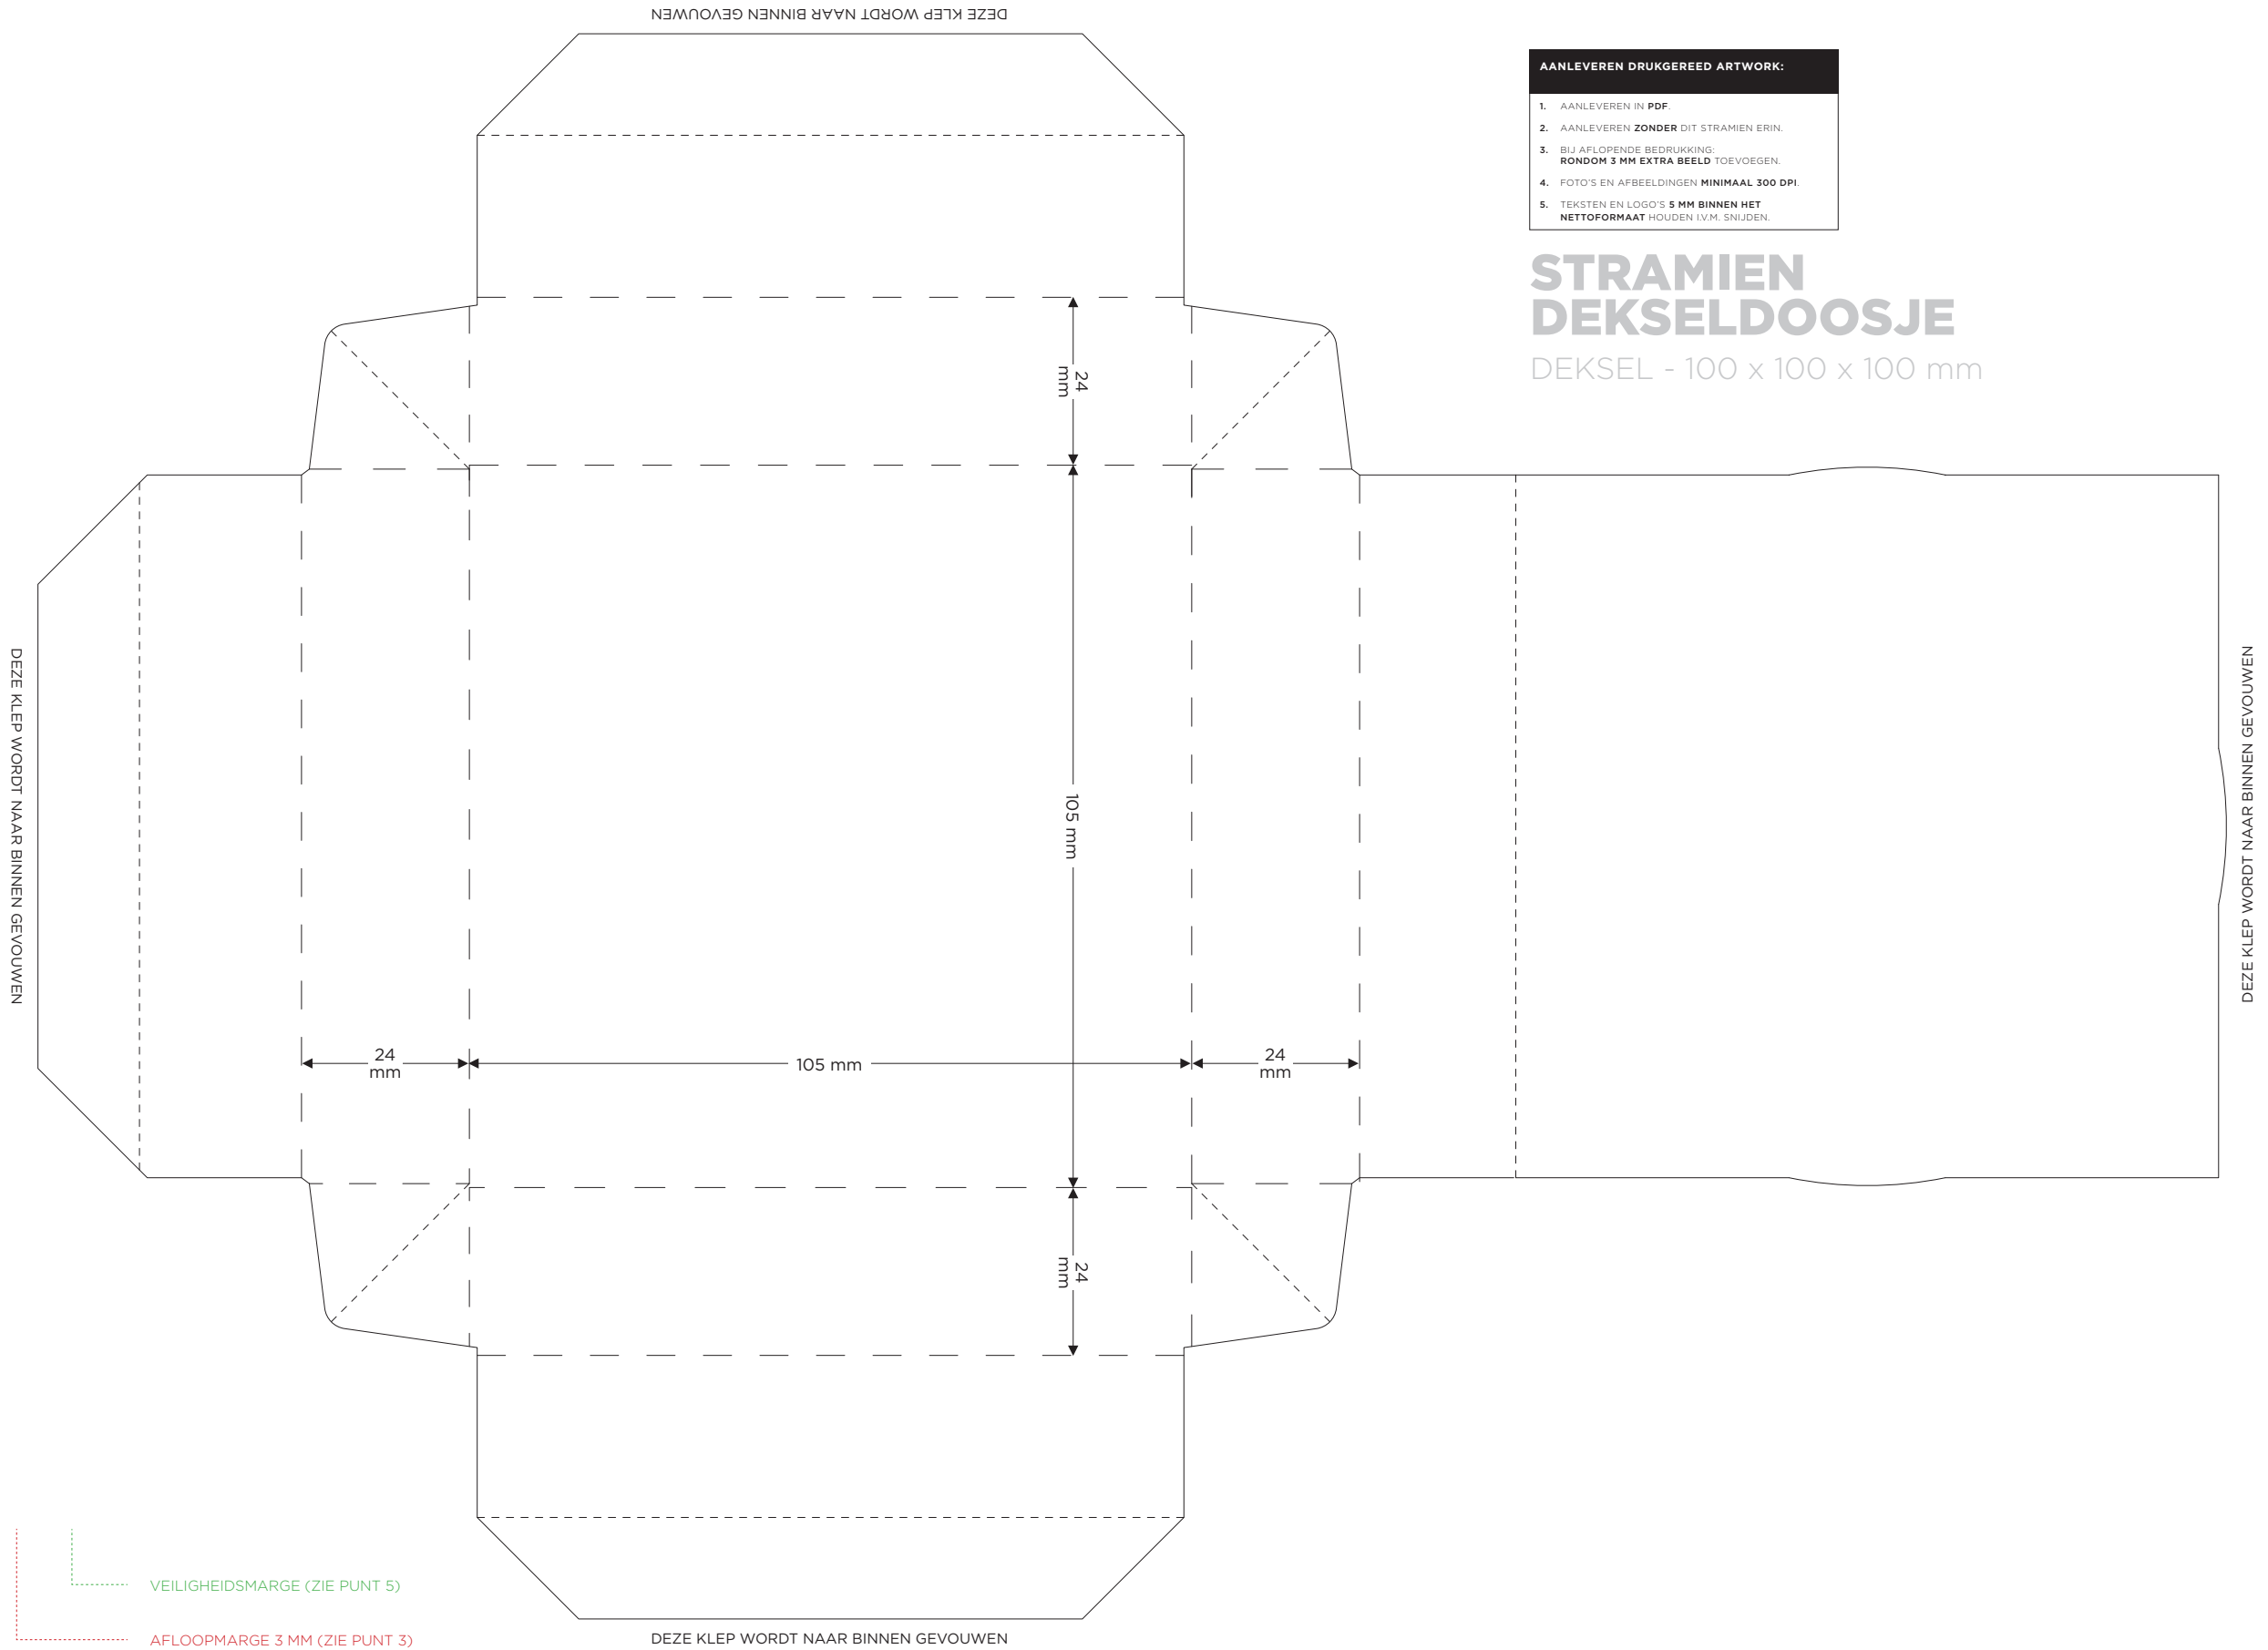 DEZE KLEP WORDT NAAR BINNEN GEVOUWEN
AANLEVEREN DRUKGEREED ARTWORK:
1. AANLEVEREN IN PDF.
2. AANLEVEREN ZONDER DIT STRAMIEN ERIN.
3. BIJ AFLOPENDE BEDRUKKING:
RONDOM 3 MM EXTRA BEELD TOEVOEGEN.
4. FOTO'S EN AFBEELDINGEN MINIMAAL 300 DPI.
5. TEKSTEN EN LOGO'S 5 MM BINNEN HET
NETTOFORMAAT HOUDEN I.V.M. SNIJDEN.
STRAMIEN
DEKSELDOOSJE
DEKSEL - 100 x 100 x 100 mm
24
mm
DEZE KLEP WORDT NAAR BINNEN GEVOUWEN
105 mm
DEZE KLEP WORDT NAAR BINNEN GEVOUWEN
24
mm
105 mm
24
mm
24
mm
VEILIGHEIDSMARGE (ZIE PUNT 5)
AFLOOPMARGE 3 MM (ZIE PUNT 3)
DEZE KLEP WORDT NAAR BINNEN GEVOUWEN